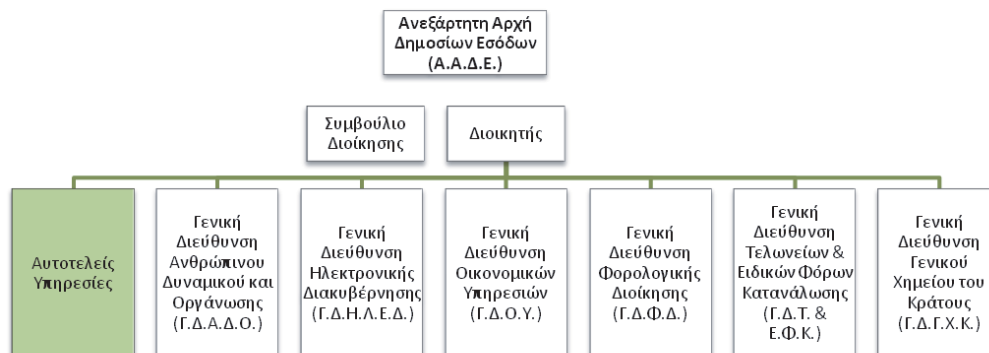 Ανεξάρτητη Αρχή
Δημοσίων Εσόδων
(Α.Α.Δ.Ε.)
Συμβούλιο
Διοίκησης
Διοικητής
Αυτοτελείς
Υπηρεσίες
Γενική
Διεύθυνση
Ανθρώπινου
Δυναμικού και
Οργάνωσης
(Γ.Δ.Α.Δ.Ο.)
Γενική
Διεύθυνση
Ηλεκτρονικής
Διακυβέρνησης
(Γ.Δ.Η.Λ.Ε.Δ.)
Γενική
Διεύθυνση
Οικονομικών
Υπηρεσιών
(Γ.Δ.Ο.Υ.)
Γενική
Διεύθυνση
Φορολογικής
Διοίκησης
(Γ.Δ.Φ.Δ.)
Γενική
Διεύθυνση
Τελωνείων &
Ειδικών Φόρων
Κατανάλωσης
(Γ.Δ.Τ. &
Ε.Φ.Κ.)
Γενική
Διεύθυνση
Γενικού
Χημείου του
Κράτους
(Γ.Δ.Γ.Χ.Κ.)